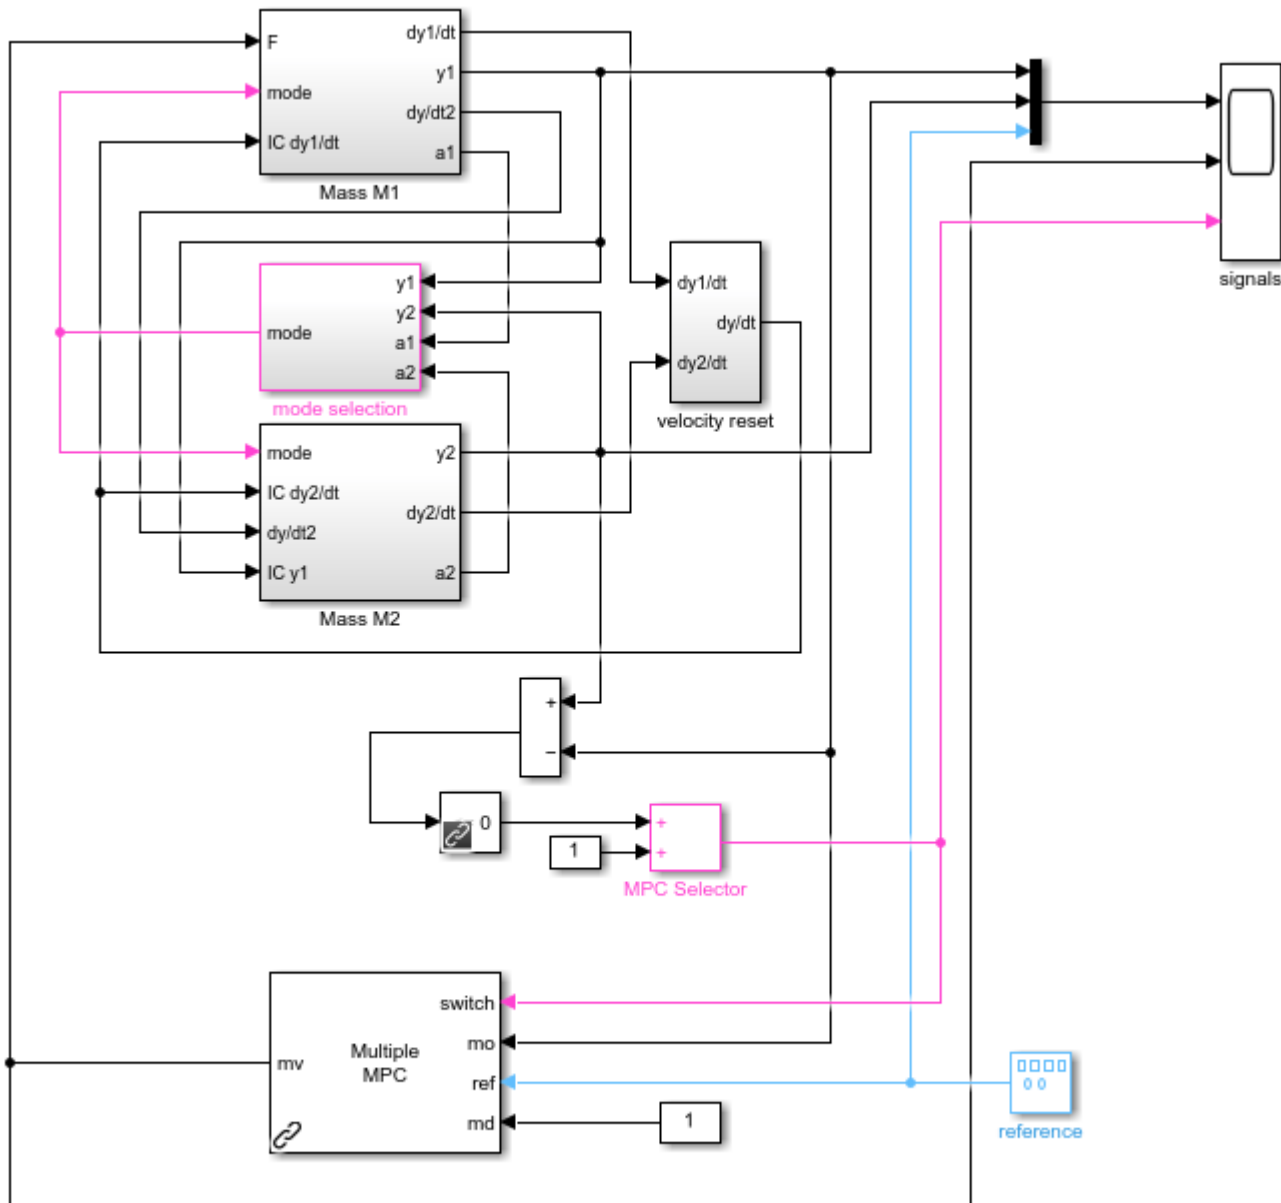 F
mode
IC dy1/dt
dy1/dt
y1
dy/dt2
a1
Mass M1
mode
y1
y2
a1
a2
mode selection
dy1/dt
dy2/dt
dy/dt
velocity reset
signals
mode
IC dy2/dt
dy/dt2
IC y1
y2
dy2/dt
a2
Mass M2
+
−
0
1
+
+
MPC Selector
mv
Multiple
MPC
switch
mo
ref
md
1
0 0
reference